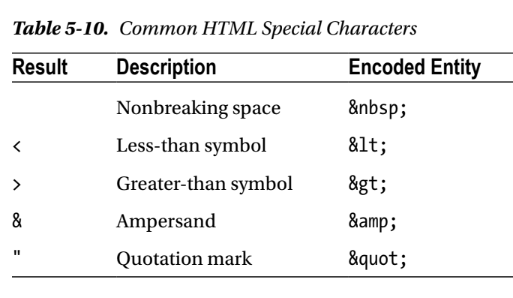 Table 5-10. Common HTML Special Characters
Result Description Encoded Entity
Nonbreaking space &nbsp;
< Less-than symbol &lt;
> Greater-than symbol &gt;
& Ampersand &amp;
" Quotation mark &quot;